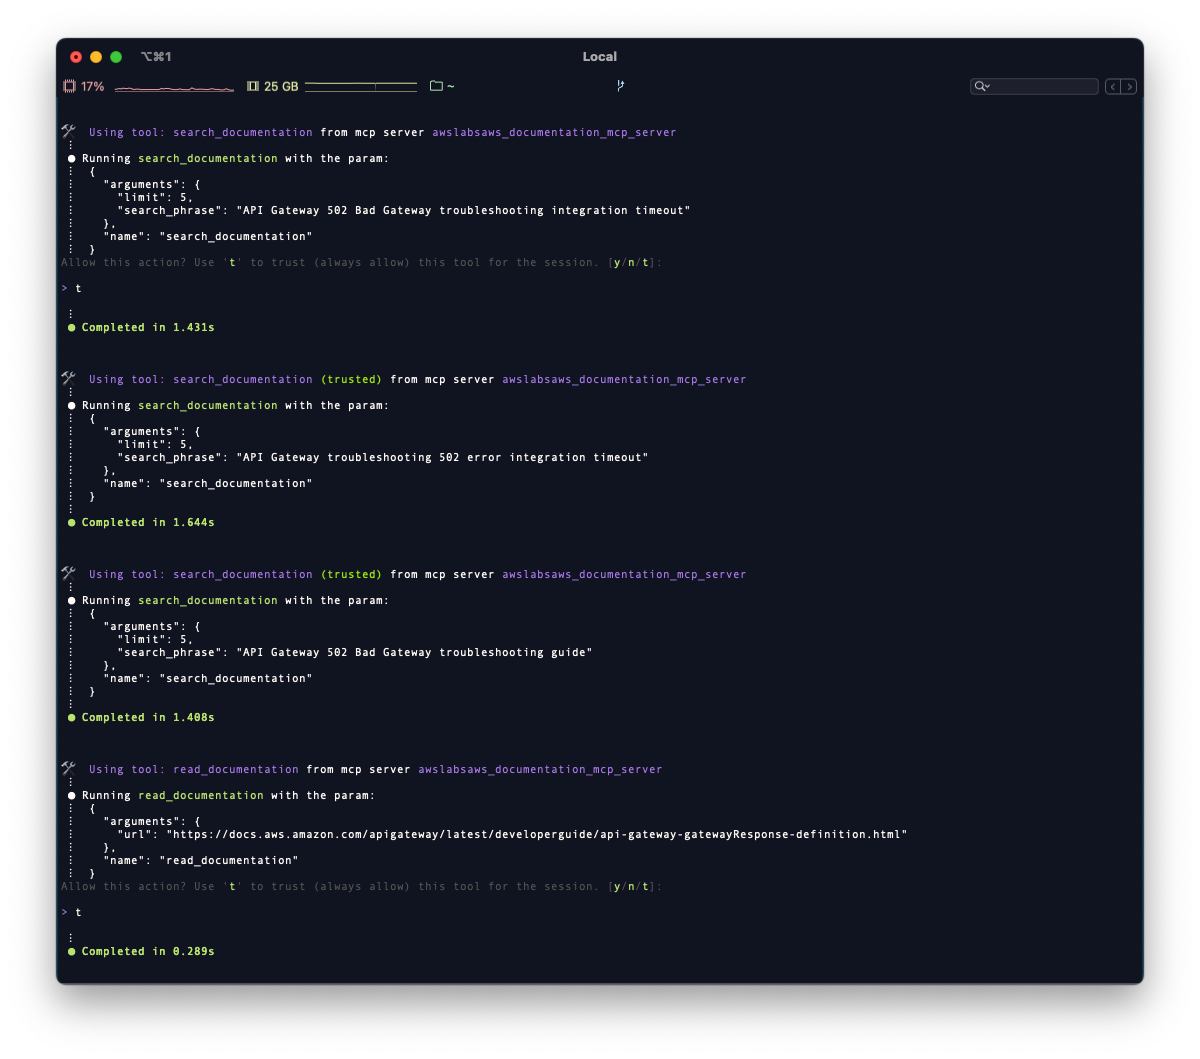 ⌥⌘1
Local
17%
25 GB
~
Using tool: search_documentation from mcp server awslabsaws_documentation_mcp_server
⋮
● Running search_documentation with the param:
⋮ {
⋮ "arguments": {
⋮ "limit": 5,
⋮ "search_phrase": "API Gateway 502 Bad Gateway troubleshooting integration timeout"
⋮ },
⋮ "name": "search_documentation"
⋮ }
Allow this action? Use 't' to trust (always allow) this tool for the session. [y/n/t]:
> t
⋮
● Completed in 1.431s
Using tool: search_documentation (trusted) from mcp server awslabsaws_documentation_mcp_server
⋮
● Running search_documentation with the param:
⋮ {
⋮ "arguments": {
⋮ "limit": 5,
⋮ "search_phrase": "API Gateway troubleshooting 502 error integration timeout"
⋮ },
⋮ "name": "search_documentation"
⋮ }
⋮
● Completed in 1.644s
Using tool: search_documentation (trusted) from mcp server awslabsaws_documentation_mcp_server
⋮
● Running search_documentation with the param:
⋮ {
⋮ "arguments": {
⋮ "limit": 5,
⋮ "search_phrase": "API Gateway 502 Bad Gateway troubleshooting guide"
⋮ },
⋮ "name": "search_documentation"
⋮ }
⋮
● Completed in 1.408s
Using tool: read_documentation from mcp server awslabsaws_documentation_mcp_server
⋮
● Running read_documentation with the param:
⋮ {
⋮ "arguments": {
⋮ "url": "https://docs.aws.amazon.com/apigateway/latest/developerguide/api-gateway-gatewayResponse-definition.html"
⋮ },
⋮ "name": "read_documentation"
⋮ }
Allow this action? Use 't' to trust (always allow) this tool for the session. [y/n/t]:
> t
⋮
● Completed in 0.289s